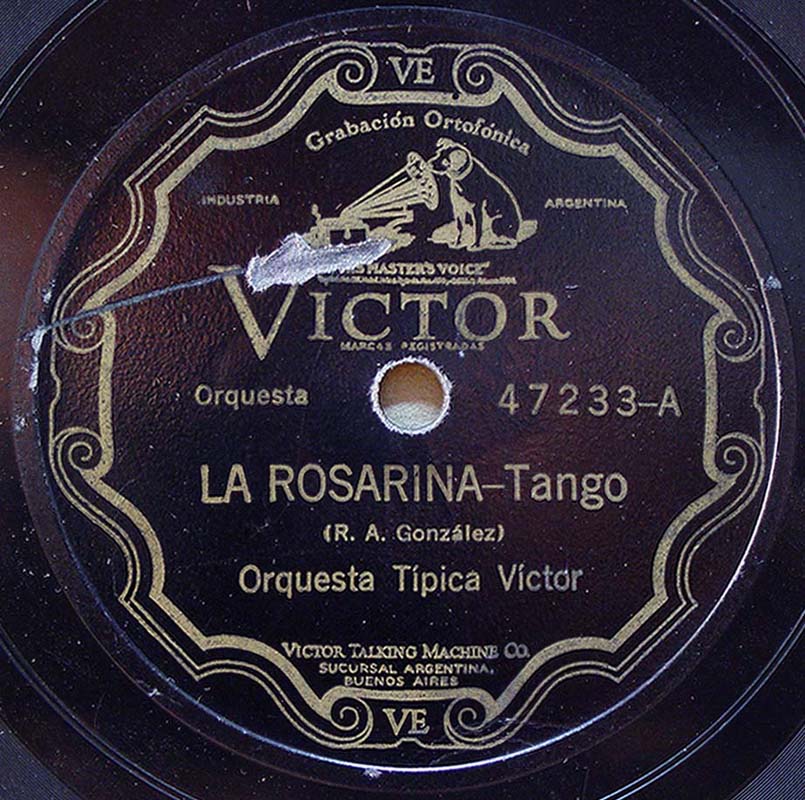 VE
Grabación Ortofónica
INDUSTRIA ARGENTINA
MASTER'S VOICE"
VICTOR
MARCAS REGISTRADAS
Orquesta 47233-A
LA ROSARINA-Tango
(R. A. González)
Orquesta Típica Víctor
VICTOR TALKING MACHINE CO.
SUCURSAL ARGENTINA,
BUENOS AIRES
VE